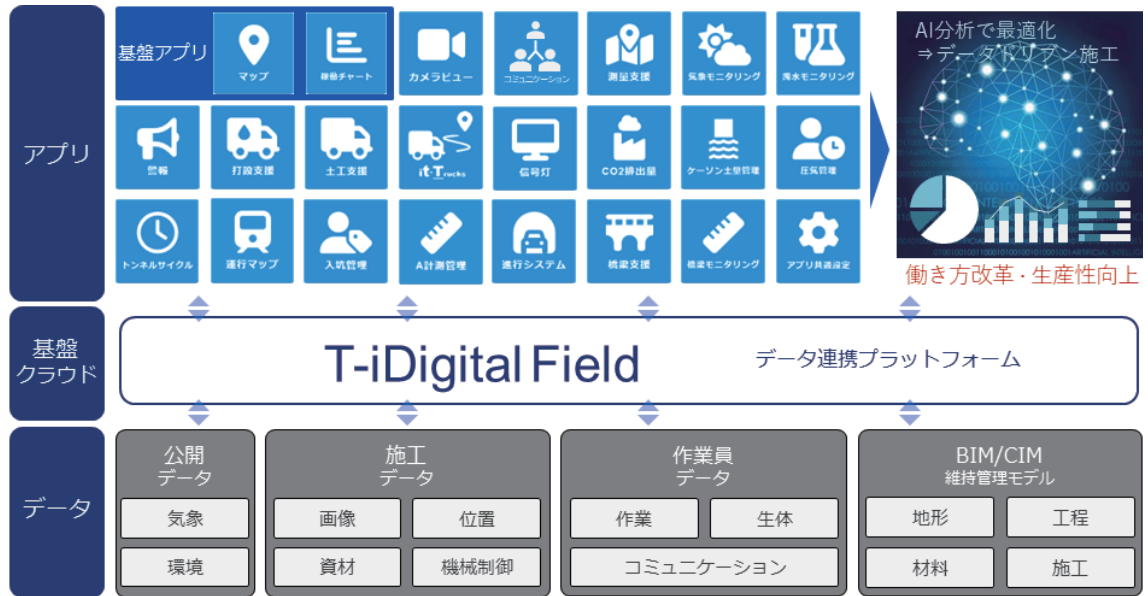 アプリ
基盤アプリ
マップ
稼働チャート
カメラビュー
コミュニケーション
測量支援
気象モニタリング
濁水モニタリング
警報
打設支援
土工支援
it-Trucks
信号灯
CO2排出量
ケーソン土量管理
圧気管理
トンネルサイクル
運行マップ
入坑管理
A計測管理
進行システム
橋梁支援
橋梁モニタリング
アプリ共通設定
AI分析で最適化
⇒データドリブン施工
働き方改革・生産性向上
基盤
クラウド
T-iDigital Field
データ連携プラットフォーム
データ
公開
データ
気象
環境
施工
データ
画像
位置
資材
機械制御
作業員
データ
作業
生体
コミュニケーション
BIM/CIM
維持管理モデル
地形
工程
材料
施工